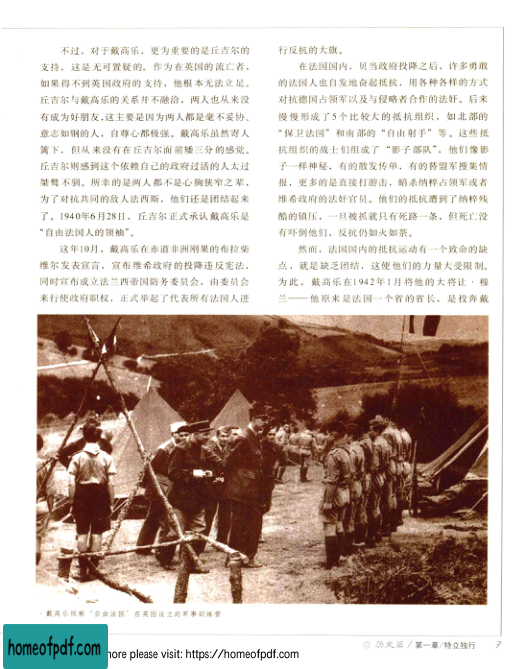 不过，对于戴高乐，更为重要的是丘吉尔的
支持，这是无可置疑的。作为在英国的流亡者，
如果得不到英国政府的支持，他根本无法立足。
丘吉尔与戴高乐的关系并不融洽，两人也从来没
有成为好朋友，这主要是因为两人都是毫不妥协、
意志如钢的人，自尊心都极强。戴高乐虽然寄人
篱下，但从来没有在丘吉尔面前矮三分的感觉。
丘吉尔则感到这个依赖自己的政府过活的人太过
桀骜不驯。所幸的是两人都不是心胸狭窄之辈，
为了对抗共同的敌人法西斯，他们还是团结起来
了。1940年6月28日，丘吉尔正式承认戴高乐是
“自由法国人的领袖”。
这年10月，戴高乐在赤道非洲刚果的布拉柴
维尔发表宣言，宣布维希政府的投降违反宪法，
同时宣布成立法兰西帝国防务委员会，由委员会
来行使政府职权，正式举起了代表所有法国人进
行反抗的大旗。
在法国国内，贝当政府投降之后，许多勇敢
的法国人也自发地奋起抵抗，用各种各样的方式
对抗德国占领军以及与侵略者合作的法奸。后来
慢慢形成了5个比较大的抵抗组织，如北部的
“保卫法国”和南部的“自由射手”等。这些抵
抗组织的战士们组成了“影子部队”，他们像影
子一样神秘，有的散发传单，有的替盟军搜集情
报，更多的是直接打游击，暗杀纳粹占领军或者
维希政府的法奸官员。他们的抵抗遭到了纳粹残
酷的镇压，一旦被抓就只有死路一条，但死亡没
有吓倒他们，反抗仍如火如荼。
然而，法国国内的抵抗运动有一个致命的缺
点，就是缺乏团结，这使他们的力量大受限制。
为此，戴高乐在1942年1月将他的大将让·穆
兰——他原来是法国一个省的省长，是投奔戴
·戴高乐视察“自由法国”在英国设立的军事训练营
◎ 历史篇/第一章/特立独行 7
homeofpdf.com
more please visit: https://homeofpdf.com